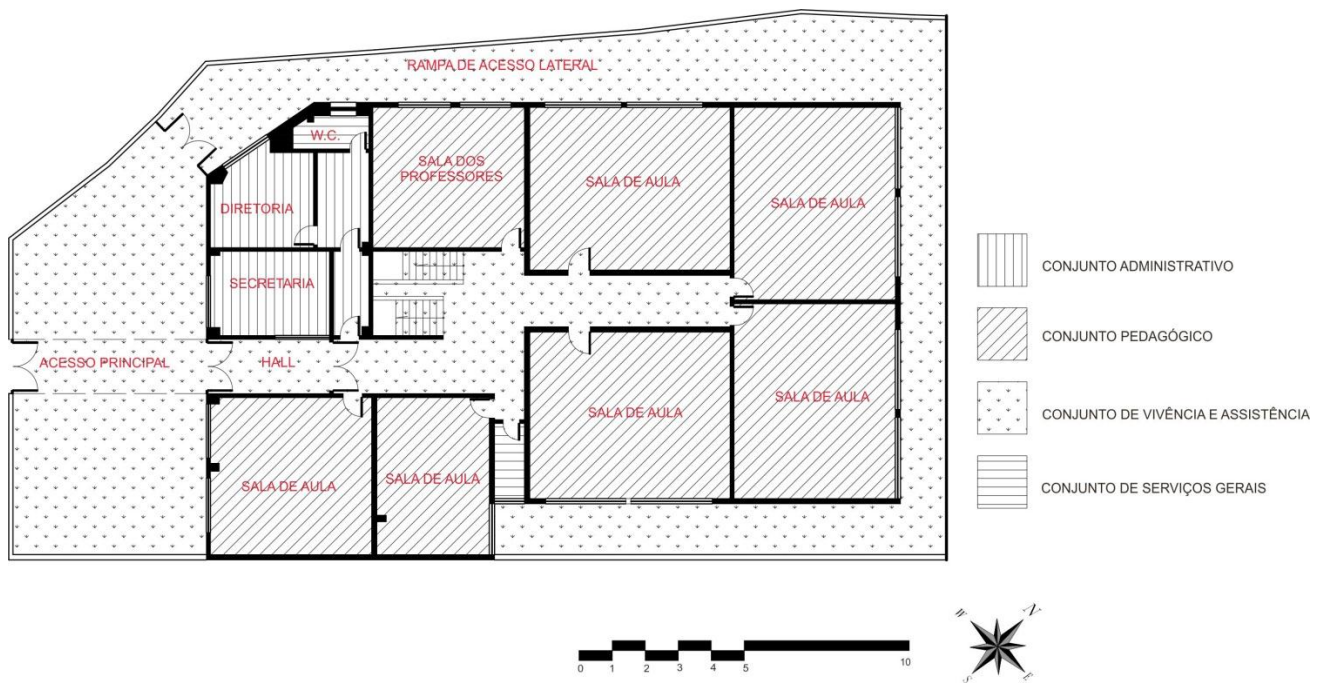 RAMPA DE ACESSO LATERAL
W.C.
SALA DOS
PROFESSORES
SALA DE AULA
SALA DE AULA
DIRETORIA
SECRETARIA
ACESSO PRINCIPAL
HALL
SALA DE AULA
SALA DE AULA
SALA DE AULA
SALA DE AULA
CONJUNTO ADMINISTRATIVO
CONJUNTO PEDAGÓGICO
CONJUNTO DE VIVÊNCIA E ASSISTÊNCIA
CONJUNTO DE SERVIÇOS GERAIS
0 1 2 3 4 5 10
W N
S E